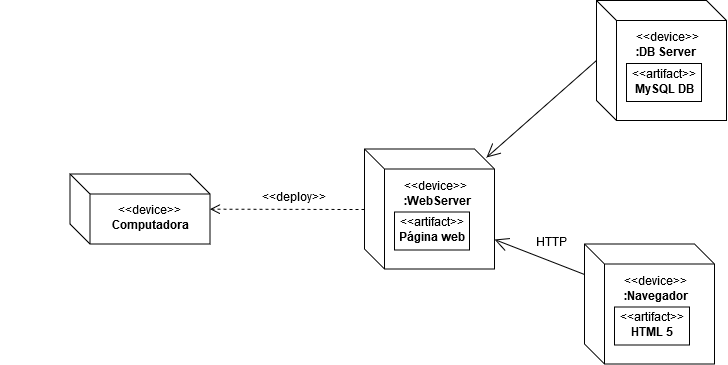 <<device>>
:DB Server
<<artifact>>
MySQL DB
<<device>>
:WebServer
<<artifact>>
Página web
<<deploy>>
<<device>>
Computadora
HTTP
<<device>>
:Navegador
<<artifact>>
HTML 5